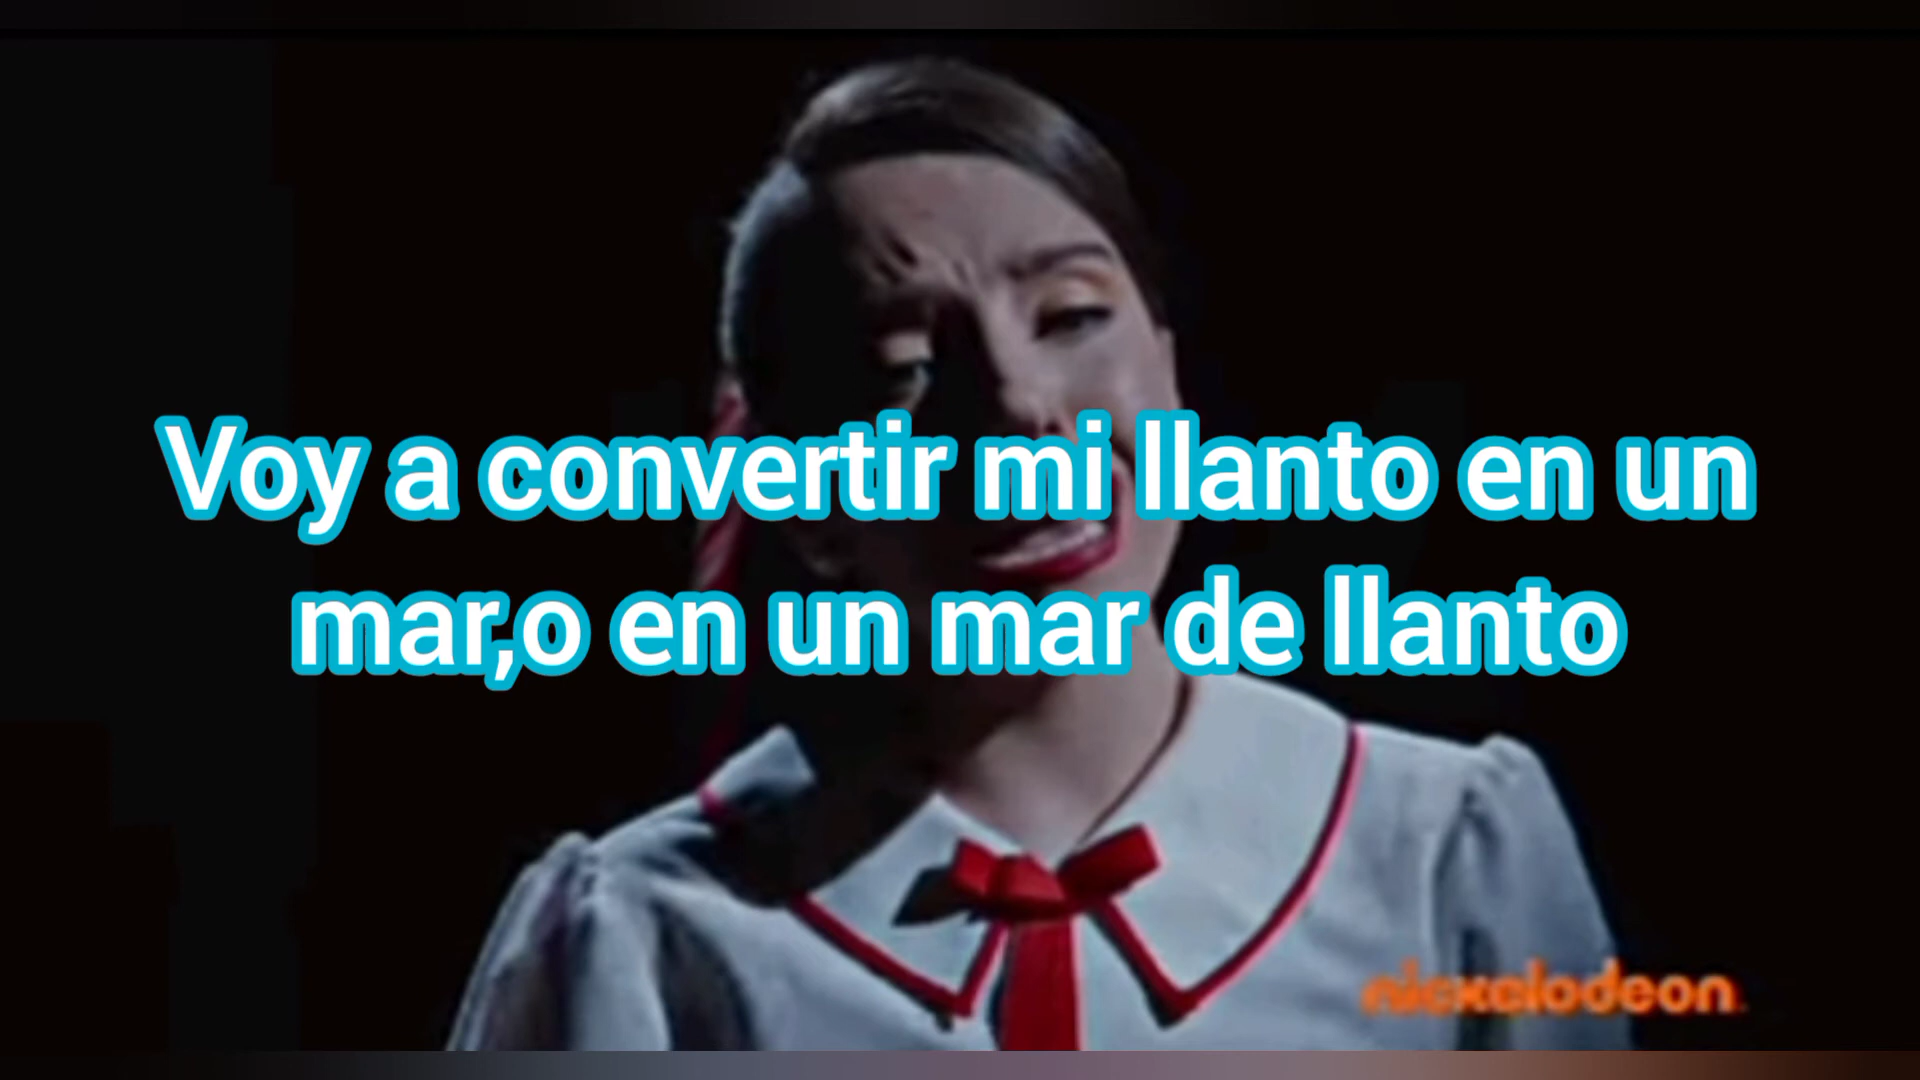 Voy a convertir mi llanto en un
mar,o en un mar de llanto
nickelodeon